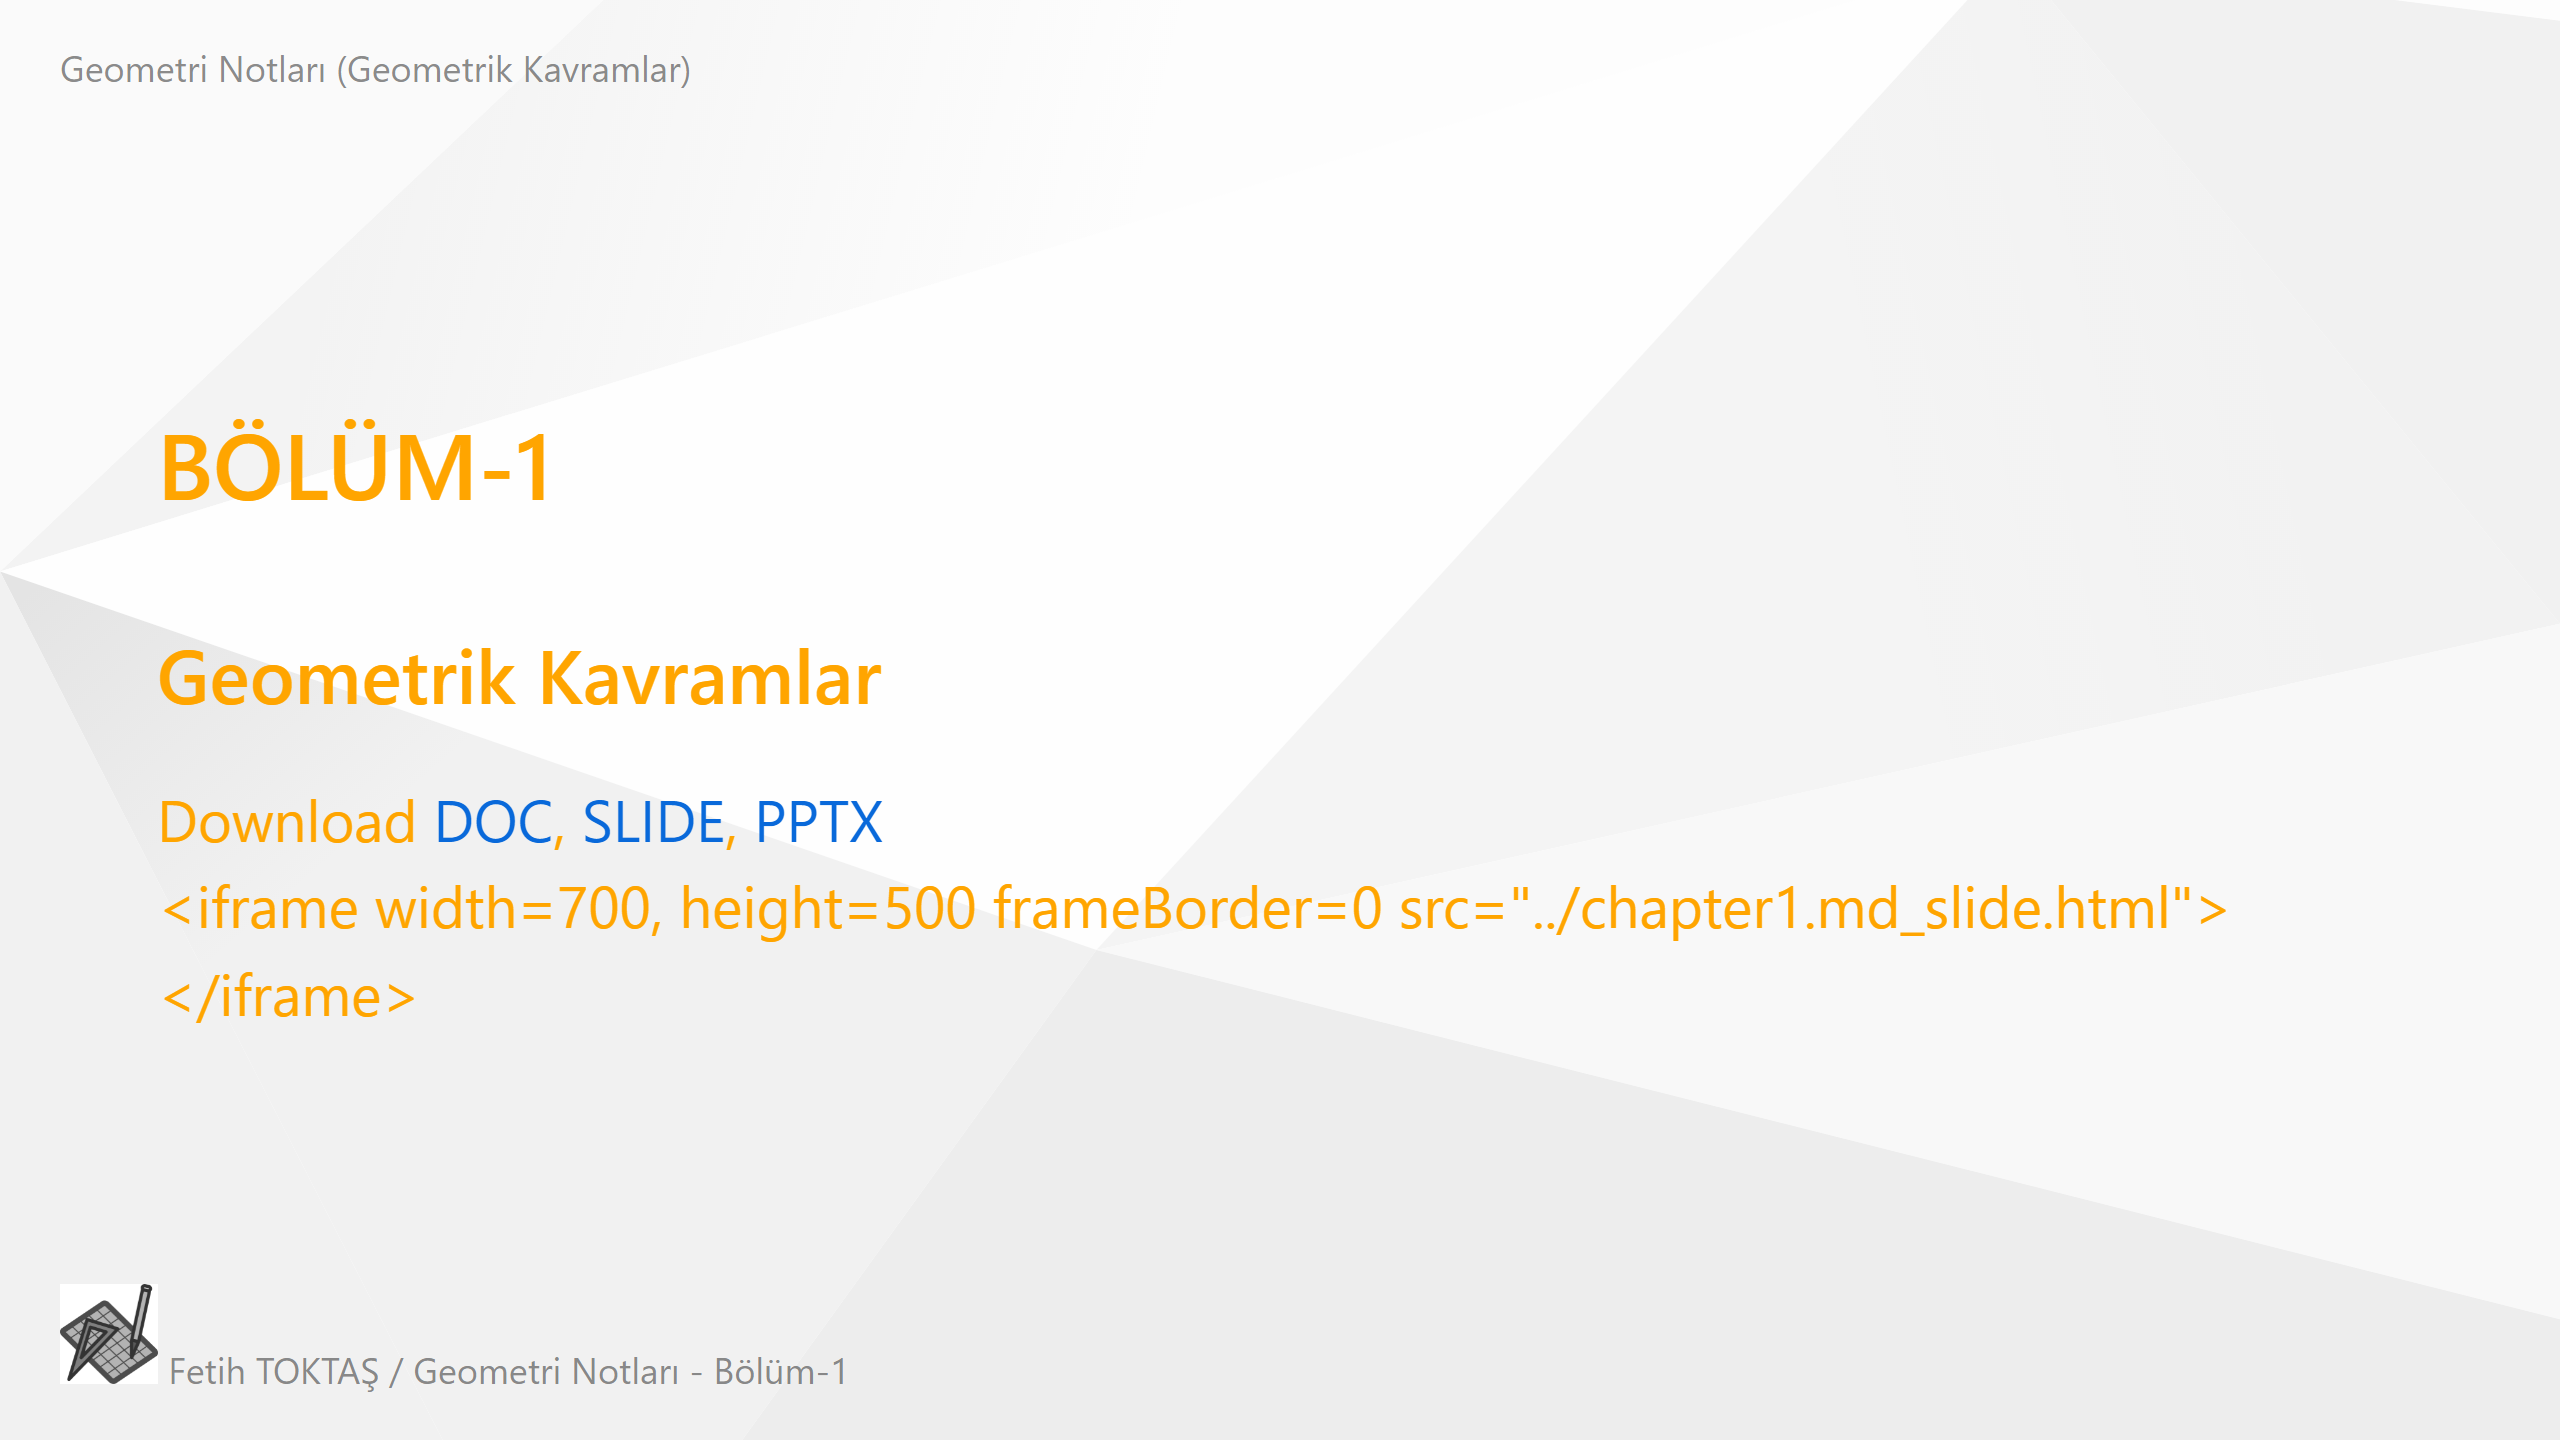 Geometri Notları (Geometrik Kavramlar)
BÖLÜM-1
Geometrik Kavramlar
Download DOC, SLIDE, PPTX
<iframe width=700, height=500 frameBorder=0 src="../chapter1.md_slide.html">
</iframe>
Fetih TOKTAŞ / Geometri Notları - Bölüm-1